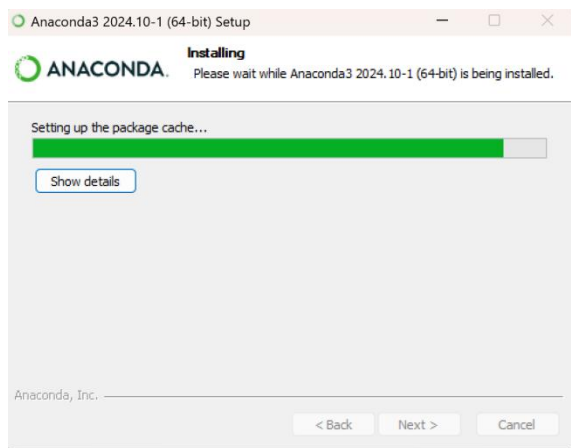 Anaconda3 2024.10-1 (64-bit) Setup
Installing
ANACONDA.
Please wait while Anaconda3 2024.10-1 (64-bit) is being installed.
Setting up the package cache...
Show details
Anaconda, Inc.
< Back Next > Cancel